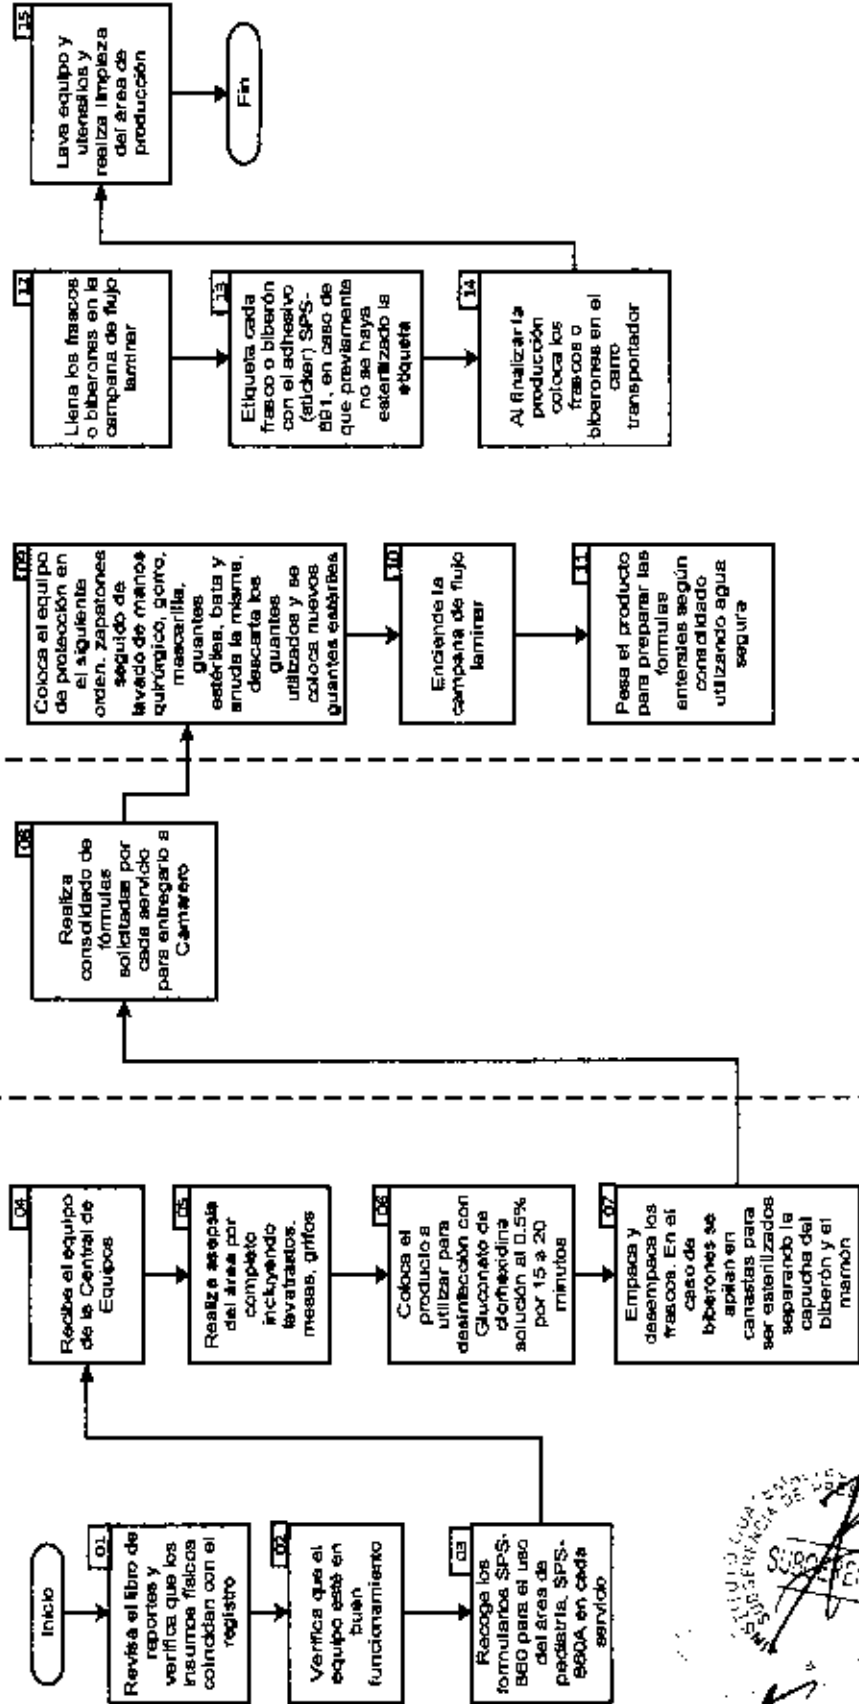 Inicio
01
Revisa el libro de
reportes y
verifica que los
insumos físicos
coincidan con el
registro
02
Verifica que el
equipo esté en
buen
funcionamiento
03
Recoge los
formularios SPS-
860 para el uso
del área de
pediatría, SPS-
860A en cada
servicio
04
Recibe el equipo
de la Central de
Equipos
05
Realiza asepsia
del área por
completo
incluyendo
lavatrastos,
mesas, grifos
06
Coloca el
producto a
utilizar para
desinfección con
Gluconato de
clorhexidina
solución al 0.5%
por 15 a 20
minutos
07
Empaca y
desempaca los
frascos. En el
caso de
biberones se
apilan en
canastas para
ser esterilizados
separando la
capucha del
biberón y el
mamón
08
Realiza
consolidado de
fórmulas
solicitadas por
cada servicio
para entregarlo a
Camarero
09
Coloca el equipo
de protección en
el siguiente
orden, zapatones
seguido de
lavado de manos
quirúrgico, gorro,
mascarilla,
guantes
estériles, bata y
anuda la misma,
descarta los
guantes
utilizados y se
coloca nuevos
guantes estériles
10
Enciende la
campana de flujo
laminar
11
Pesa el producto
para preparar las
formulas
enterales según
consolidado
utilizando agua
segura
12
Llena los frascos
o biberones en la
campana de flujo
laminar
13
Etiqueta cada
frasco o biberón
con el adhesivo
(sticker) SPS-
891, en caso de
que previamente
no se haya
esterilizado la
etiqueta
14
Al finalizar la
producción
coloca los
frascos o
biberones en el
carro
transportador
15
Lava equipo y
utensilios y
realiza limpieza
del área de
producción
Fin